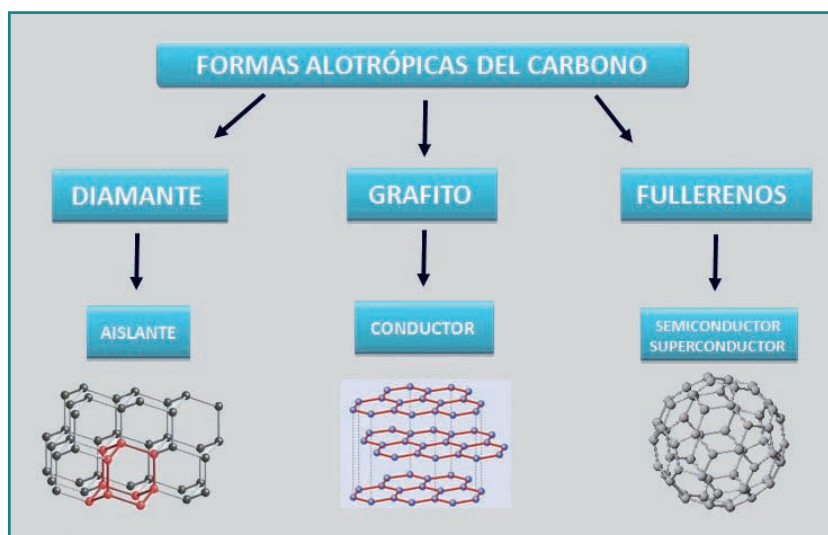 FORMAS ALOTRÓPICAS DEL CARBONO
DIAMANTE
GRAFITO
FULLERENOS
AISLANTE
CONDUCTOR
SEMICONDUCTOR
SUPERCONDUCTOR